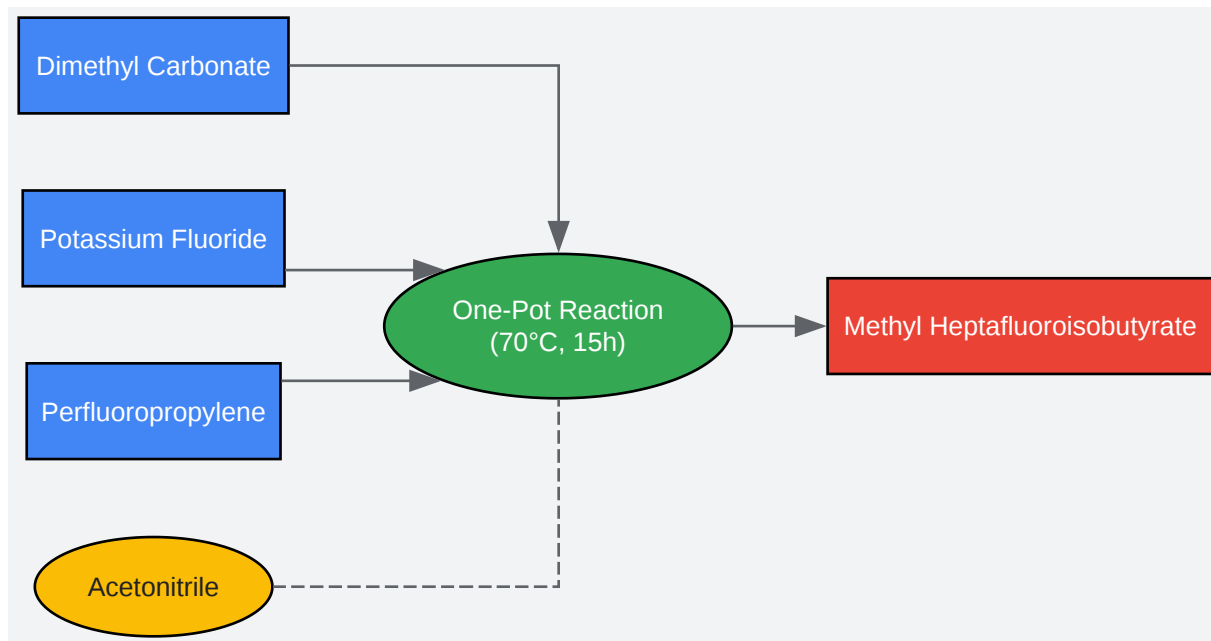 Dimethyl Carbonate
Potassium Fluoride
Perfluoropropylene
Acetonitrile
One-Pot Reaction
(70°C, 15h)
Methyl Heptafluoroisobutyrate